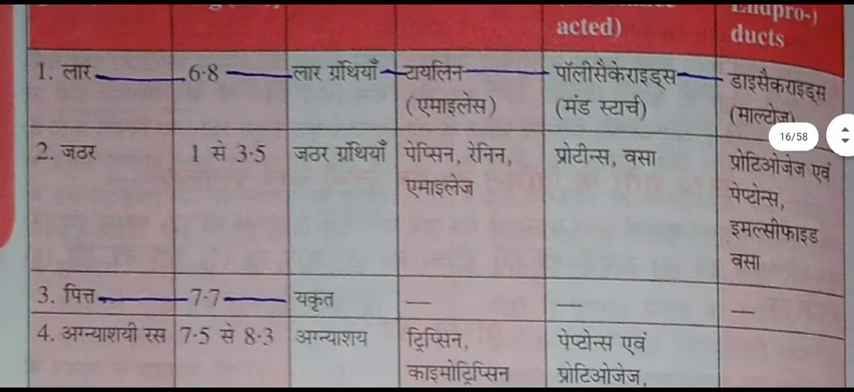 acted)
ducts
1. लार 6·8 लार ग्रंथियाँ टायलिन पॉलीसैकेराइड्स डाइसैकराइड्स
(एमाइलेस) (मंड स्टार्च) (माल्टोज)
16/58
2. जठर 1 से 3·5 जठर ग्रंथियाँ पेप्सिन, रेनिन, प्रोटीन्स, वसा प्रोटिओजेज एवं
एमाइलेज पेप्टोन्स,
इमल्सीफाइड
वसा
3. पित्त 7·7 यकृत — — —
4. अग्न्याशयी रस 7·5 से 8·3 अग्न्याशय ट्रिप्सिन, पेप्टोन्स एवं
काइमोट्रिप्सिन प्रोटिओजेज,